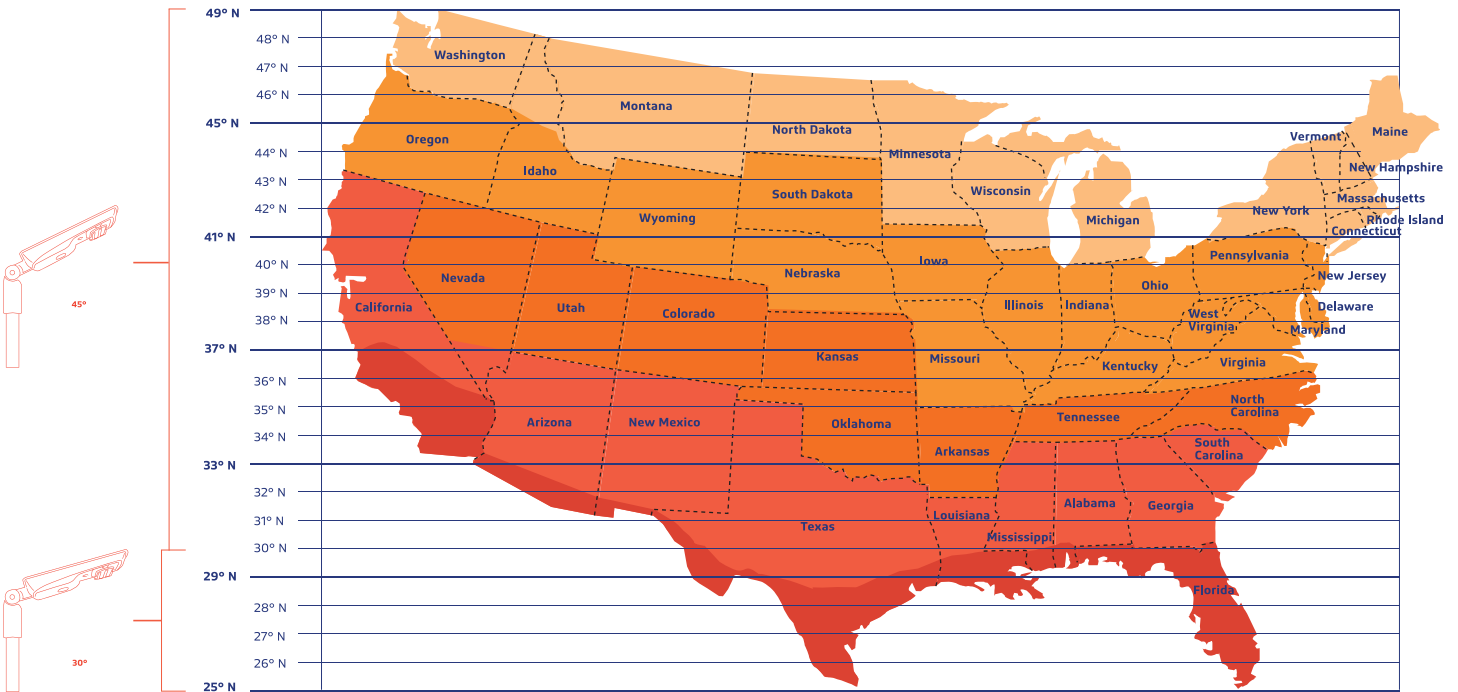 49° N
48° N
47° N
46° N
45° N
44° N
43° N
42° N
41° N
40° N
39° N
38° N
37° N
36° N
35° N
34° N
33° N
32° N
31° N
30° N
29° N
28° N
27° N
26° N
25° N
45°
30°
Washington
Montana
North Dakota
Minnesota
Oregon
Idaho
Wyoming
South Dakota
Wisconsin
Michigan
Vermont
Maine
New Hampshire
Massachusetts
New York
Rhode Island
Connecticut
Nevada
Utah
Colorado
Nebraska
Iowa
Illinois
Indiana
Ohio
Pennsylvania
New Jersey
Delaware
Maryland
West
Virginia
California
Kansas
Missouri
Kentucky
Virginia
Arizona
New Mexico
Oklahoma
Arkansas
Tennessee
North
Carolina
South
Carolina
Texas
Louisiana
Mississippi
Alabama
Georgia
Florida